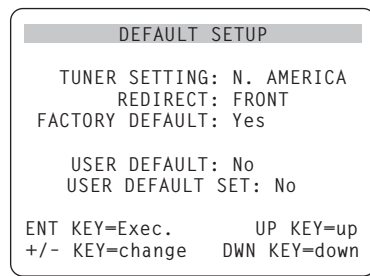 DEFAULT SETUP
TUNER SETTING: N. AMERICA
REDIRECT: FRONT
FACTORY DEFAULT: Yes
USER DEFAULT: No
USER DEFAULT SET: No
ENT KEY=Exec. UP KEY=up
+/- KEY=change DWN KEY=down